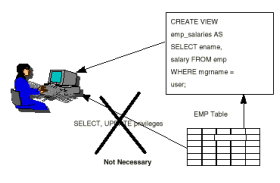 CREATE VIEW
emp_salaries AS
SELECT ename,
salary FROM emp
WHERE mgrname =
user;
EMP Table
SELECT, UPDATE privileges
Not Necessary